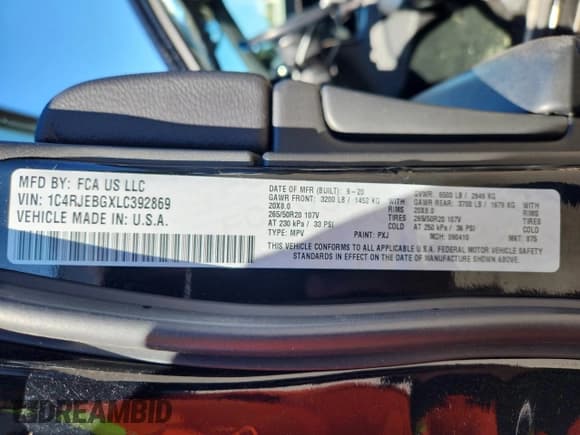 MFD BY: FCA US LLC
VIN: 1C4RJEBGXLC392869
VEHICLE MADE IN: U.S.A.
DATE OF MFR (BUILT): 6-20 GVWR: 6500 LB / 2948 KG
GAWR FRONT: 3200 LB / 1452 KG WITH GAWR REAR: 3700 LB / 1678 KG WITH
20X8.0 RIMS 20X8.0 RIMS
265/50R20 107V TIRES 265/50R20 107V TIRES
AT 230 kPa / 33 PSI COLD AT 250 kPa / 36 PSI COLD
TYPE: MPV PAINT: PXJ MDH: 060410 MKT: 875
THIS VEHICLE CONFORMS TO ALL APPLICABLE U.S.A. FEDERAL MOTOR VEHICLE SAFETY
STANDARDS IN EFFECT ON THE DATE OF MANUFACTURE SHOWN ABOVE.
DREAMBID